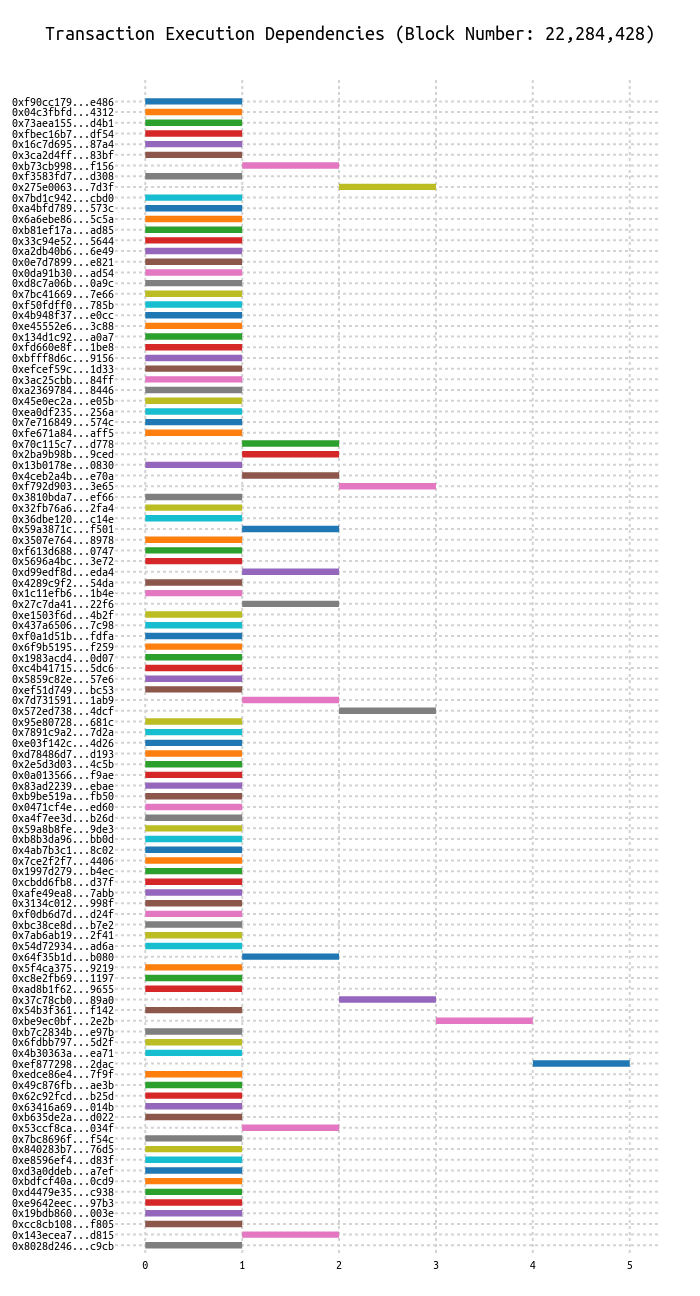 Transaction Execution Dependencies (Block Number: 22,284,428)
0xf90cc179...e486
0x04c3fbfd...4312
0x73aea155...d4b1
0xfbec16b7...df54
0x16c7d695...87a4
0x3ca2d4ff...83bf
0xb73cb998...f156
0xf3583fd7...d308
0x275e0063...7d3f
0x7bd1c942...cbd0
0xa4bfd789...573c
0x6a6ebe86...5c5a
0xb81ef17a...ad85
0x33c94e52...5644
0xa2db40b6...6e49
0x0e7d7899...e821
0x0da91b30...ad54
0xd8c7a06b...0a9c
0x7bc41669...7e66
0xf50fdff0...785b
0x4b948f37...e0cc
0xe45552e6...3c88
0x134d1c92...a0a7
0xfd660e8f...1be8
0xbfff8d6c...9156
0xefcef59c...1d33
0x3ac25cbb...84ff
0xa2369784...8446
0x45e0ec2a...e05b
0xea0df235...256a
0x7e716849...574c
0xfe671a84...aff5
0x70c115c7...d778
0x2ba9b98b...9ced
0x13b0178e...0830
0x4ceb2a4b...e70a
0xf792d903...3e65
0x3810bda7...ef66
0x32fb76a6...2fa4
0x36dbe120...c14e
0x59a3871c...f501
0x3507e764...8978
0xf613d688...0747
0x5696a4bc...3e72
0xd99edf8d...eda4
0x4289c9f2...54da
0x1c11efb6...1b4e
0x27c7da41...22f6
0xe1503f6d...4b2f
0x437a6506...7c98
0xf0a1d51b...fdfa
0x6f9b5195...f259
0x1983acd4...0d07
0xc4b41715...5dc6
0x5859c82e...57e6
0xef51d749...bc53
0x7d731591...1ab9
0x572ed738...4dcf
0x95e80728...681c
0x7891c9a2...7d2a
0xe03f142c...4d26
0xd78486d7...d193
0x2e5d3d03...4c5b
0x0a013566...f9ae
0x83ad2239...ebae
0xb9be519a...fb50
0x0471cf4e...ed60
0xa4f7ee3d...b26d
0x59a8b8fe...9de3
0xb8b3da96...bb0d
0x4ab7b3c1...8c02
0x7ce2f2f7...4406
0x1997d279...b4ec
0xcbdd6fb8...d37f
0xafe49ea8...7abb
0x3134c012...998f
0xf0db6d7d...d24f
0xbc38ce8d...b7e2
0x7ab6ab19...2f41
0x54d72934...ad6a
0x64f35b1d...b080
0x5f4ca375...9219
0xc8e2fb69...1197
0xad8b1f62...9655
0x37c78cb0...89a0
0x54b3f361...f142
0xbe9ec0bf...2e2b
0xb7c2834b...e97b
0x6fdbb797...5d2f
0x4b30363a...ea71
0xef877298...2dac
0xedce86e4...7f9f
0x49c876fb...ae3b
0x62c92fcd...b25d
0x63416a69...014b
0xb635de2a...d022
0x53ccf8ca...034f
0x7bc8696f...f54c
0x840283b7...76d5
0xe8596ef4...d83f
0xd3a0ddeb...a7ef
0xbdfcf40a...0cd9
0xd4479e35...c938
0xe9642eec...97b3
0x19bdb860...003e
0xcc8cb108...f805
0x143ecea7...d815
0x8028d246...c9cb
0 1 2 3 4 5